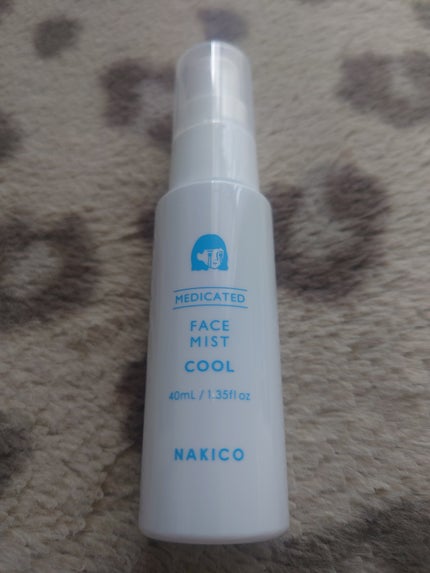 MEDICATED
FACE
MIST
COOL
40mL / 1.35fl oz
NAKICO